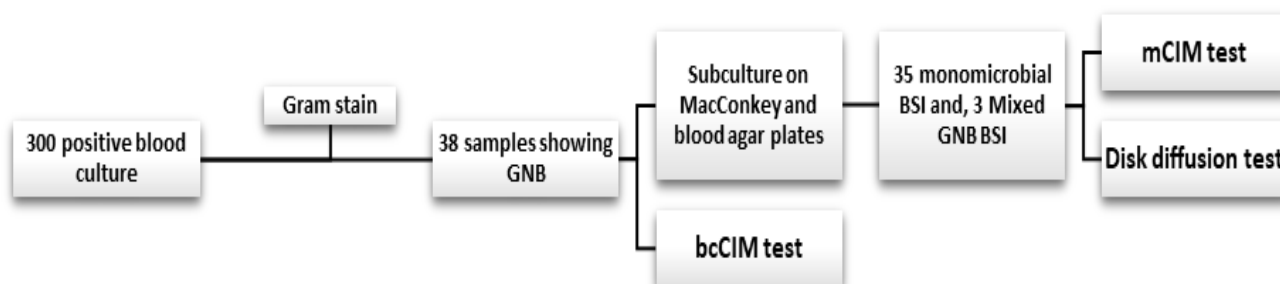 300 positive blood
culture
Gram stain
38 samples showing
GNB
Subculture on
MacConkey and
blood agar plates
bcCIM test
35 monomicrobial
BSI and, 3 Mixed
GNB BSI
mCIM test
Disk diffusion test